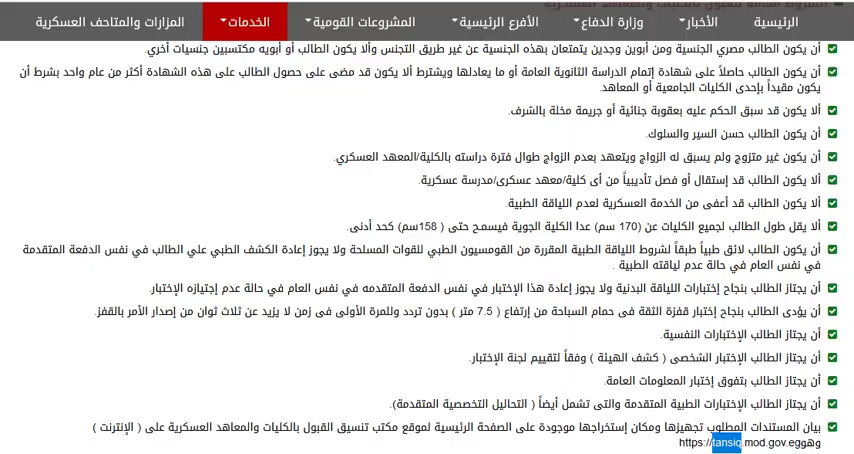 الرئيسية الأخبار وزارة الدفاع الأفرع الرئيسية المشروعات القومية الخدمات المزارات والمتاحف العسكرية
أن يكون الطالب مصري الجنسية ومن أبوين وجدين يتمتعان بهذه الجنسية عن غير طريق التجنس وألا يكون الطالب أو أبويه مكتسبين جنسيات أخري.
أن يكون الطالب حاصلاً على شهادة إتمام الدراسة الثانوية العامة أو ما يعادلها ويشترط ألا يكون قد مضى على حصول الطالب على هذه الشهادة أكثر من عام واحد بشرط أن
يكون مقيداً بإحدى الكليات الجامعية أو المعاهد.
ألا يكون قد سبق الحكم عليه بعقوبة جنائية أو جريمة مخلة بالشرف.
أن يكون الطالب حسن السير والسلوك.
أن يكون غير متزوج ولم يسبق له الزواج ويتعهد بعدم الزواج طوال فترة دراسته بالكلية/المعهد العسكري.
ألا يكون الطالب قد إستقال أو فصل تأديبياً من أى كلية/معهد عسكرى/مدرسة عسكرية.
ألا يكون الطالب قد أعفى من الخدمة العسكرية لعدم اللياقة الطبية.
ألا يقل طول الطالب لجميع الكليات عن (170 سم) عدا الكلية الجوية فيسمح حتى ( 158سم) كحد أدنى.
أن يكون الطالب لائق طبياً طبقاً لشروط اللياقة الطبية المقررة من القومسيون الطبي للقوات المسلحة ولا يجوز إعادة الكشف الطبي علي الطالب في نفس الدفعة المتقدمة
في نفس العام في حالة عدم لياقته الطبية .
أن يجتاز الطالب بنجاح إختبارات اللياقة البدنية ولا يجوز إعادة هذا الإختبار في نفس الدفعة المتقدمه في نفس العام في حالة عدم إجتيازه الإختبار.
أن يؤدى الطالب بنجاح إختبار قفزة الثقة فى حمام السباحة من إرتفاع ( 7.5 متر ) بدون تردد وللمرة الأولى فى زمن لا يزيد عن ثلاث ثوان من إصدار الأمر بالقفز.
أن يجتاز الطالب الإختبارات النفسية.
أن يجتاز الطالب الإختبار الشخصى ( كشف الهيئة ) وفقاً لتقييم لجنة الإختبار.
أن يجتاز الطالب بتفوق إختبار المعلومات العامة.
أن يجتاز الطالب الإختبارات الطبية المتقدمة والتى تشمل أيضاً ( التحاليل التخصصية المتقدمة).
بيان المستندات المطلوب تجهيزها ومكان إستخراجها موجودة على الصفحة الرئيسية لموقع مكتب تنسيق القبول بالكليات والمعاهد العسكرية على ( الإنترنت )
وهوhttps://tansiq.mod.gov.eg